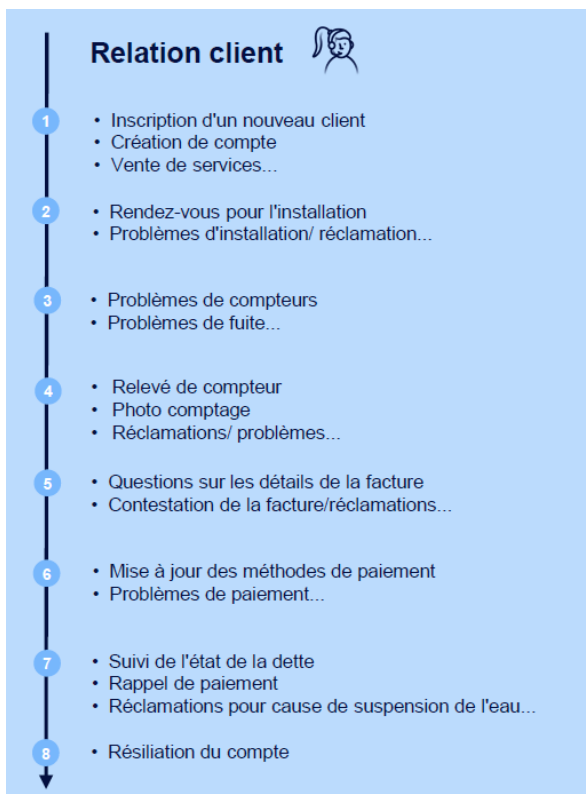 Relation client
1
• Inscription d'un nouveau client
• Création de compte
• Vente de services...
2
• Rendez-vous pour l'installation
• Problèmes d'installation/ réclamation...
3
• Problèmes de compteurs
• Problèmes de fuite...
4
• Relevé de compteur
• Photo comptage
• Réclamations/ problèmes...
5
• Questions sur les détails de la facture
• Contestation de la facture/réclamations...
6
• Mise à jour des méthodes de paiement
• Problèmes de paiement...
7
• Suivi de l'état de la dette
• Rappel de paiement
• Réclamations pour cause de suspension de l'eau...
8
• Résiliation du compte